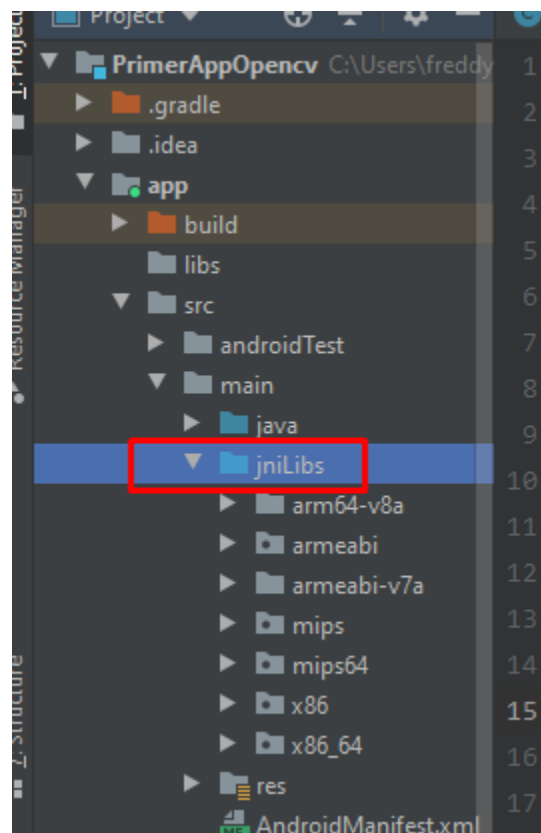 Project
PrimerAppOpencv C:\Users\freddy
.gradle
.idea
app
build
libs
src
androidTest
main
java
jniLibs
arm64-v8a
armeabi
armeabi-v7a
mips
mips64
x86
x86_64
res
AndroidManifest.xml
1
2
3
4
5
6
7
8
9
10
11
12
13
14
15
16
17
1: Project
Resource Manager
Z: Structure